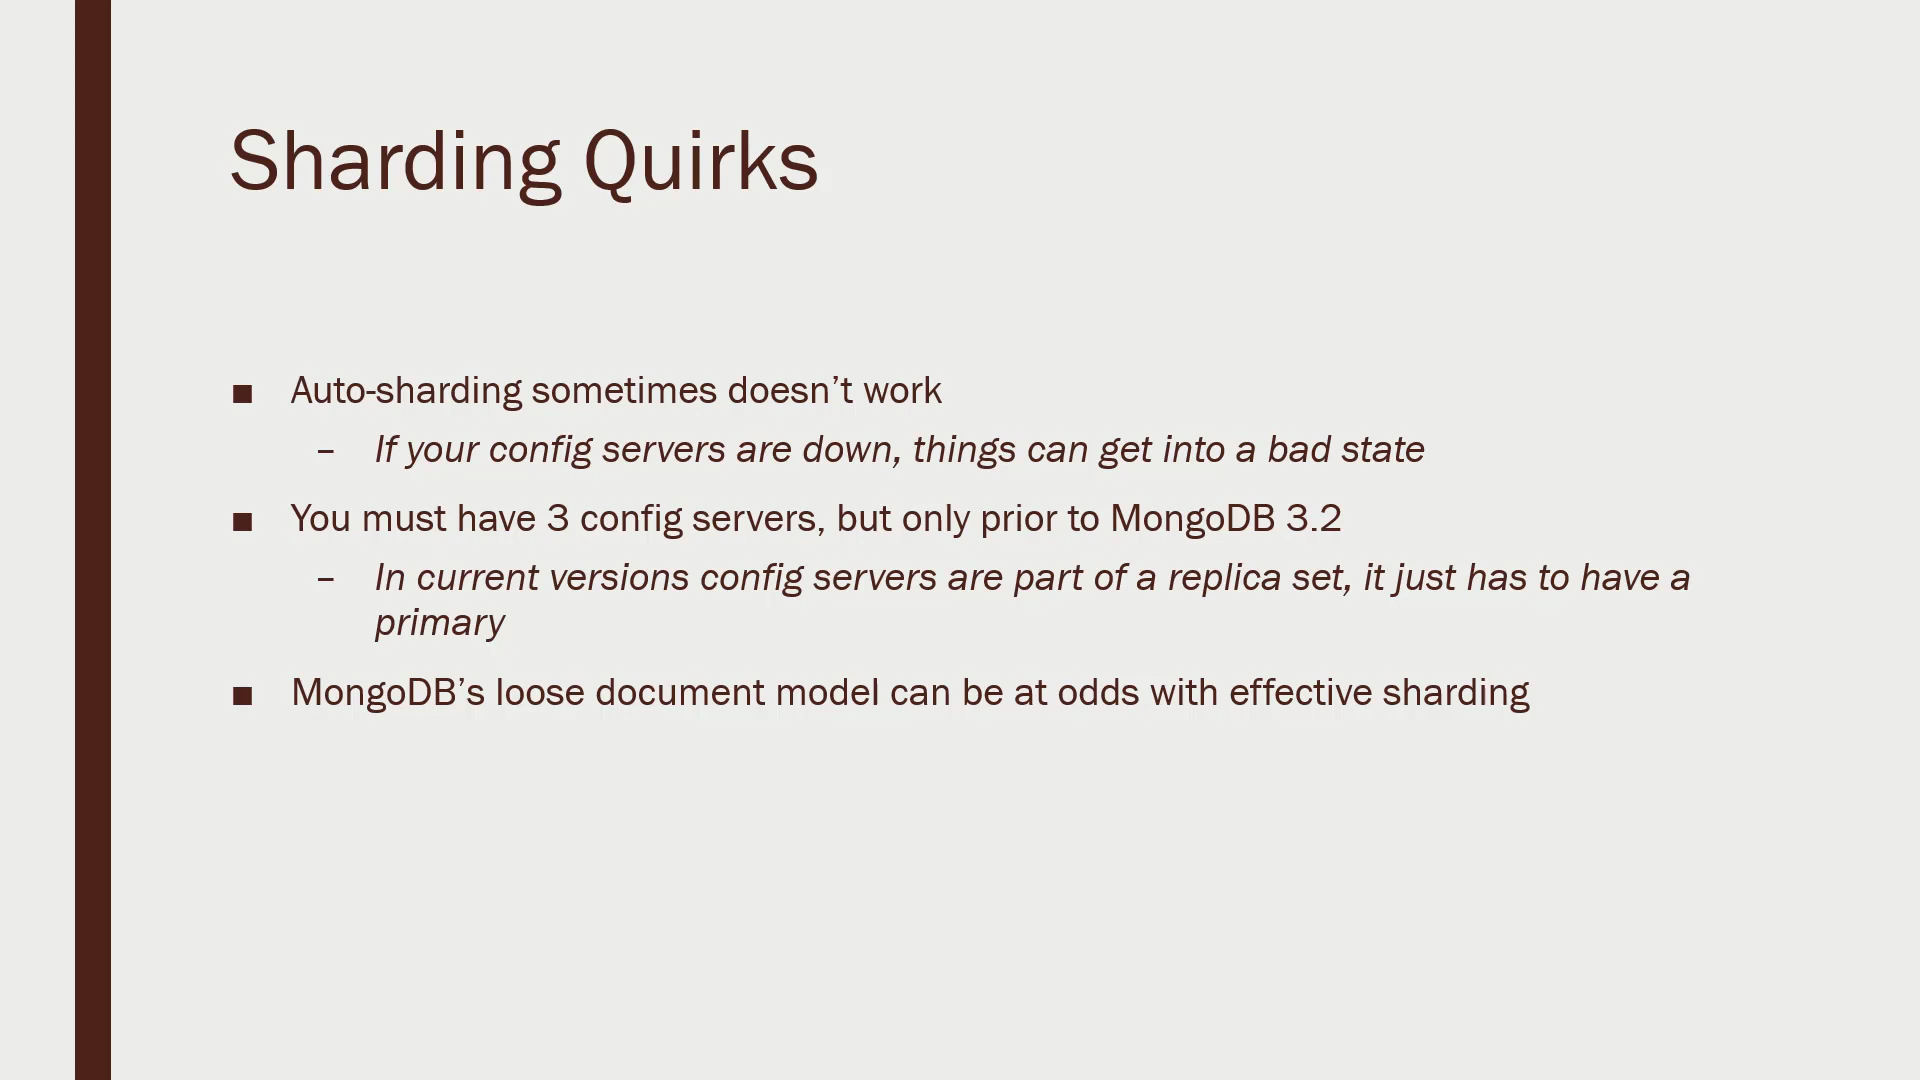 Sharding Quirks
■ Auto-sharding sometimes doesn’t work
– If your config servers are down, things can get into a bad state
■ You must have 3 config servers, but only prior to MongoDB 3.2
– In current versions config servers are part of a replica set, it just has to have a
primary
■ MongoDB’s loose document model can be at odds with effective sharding